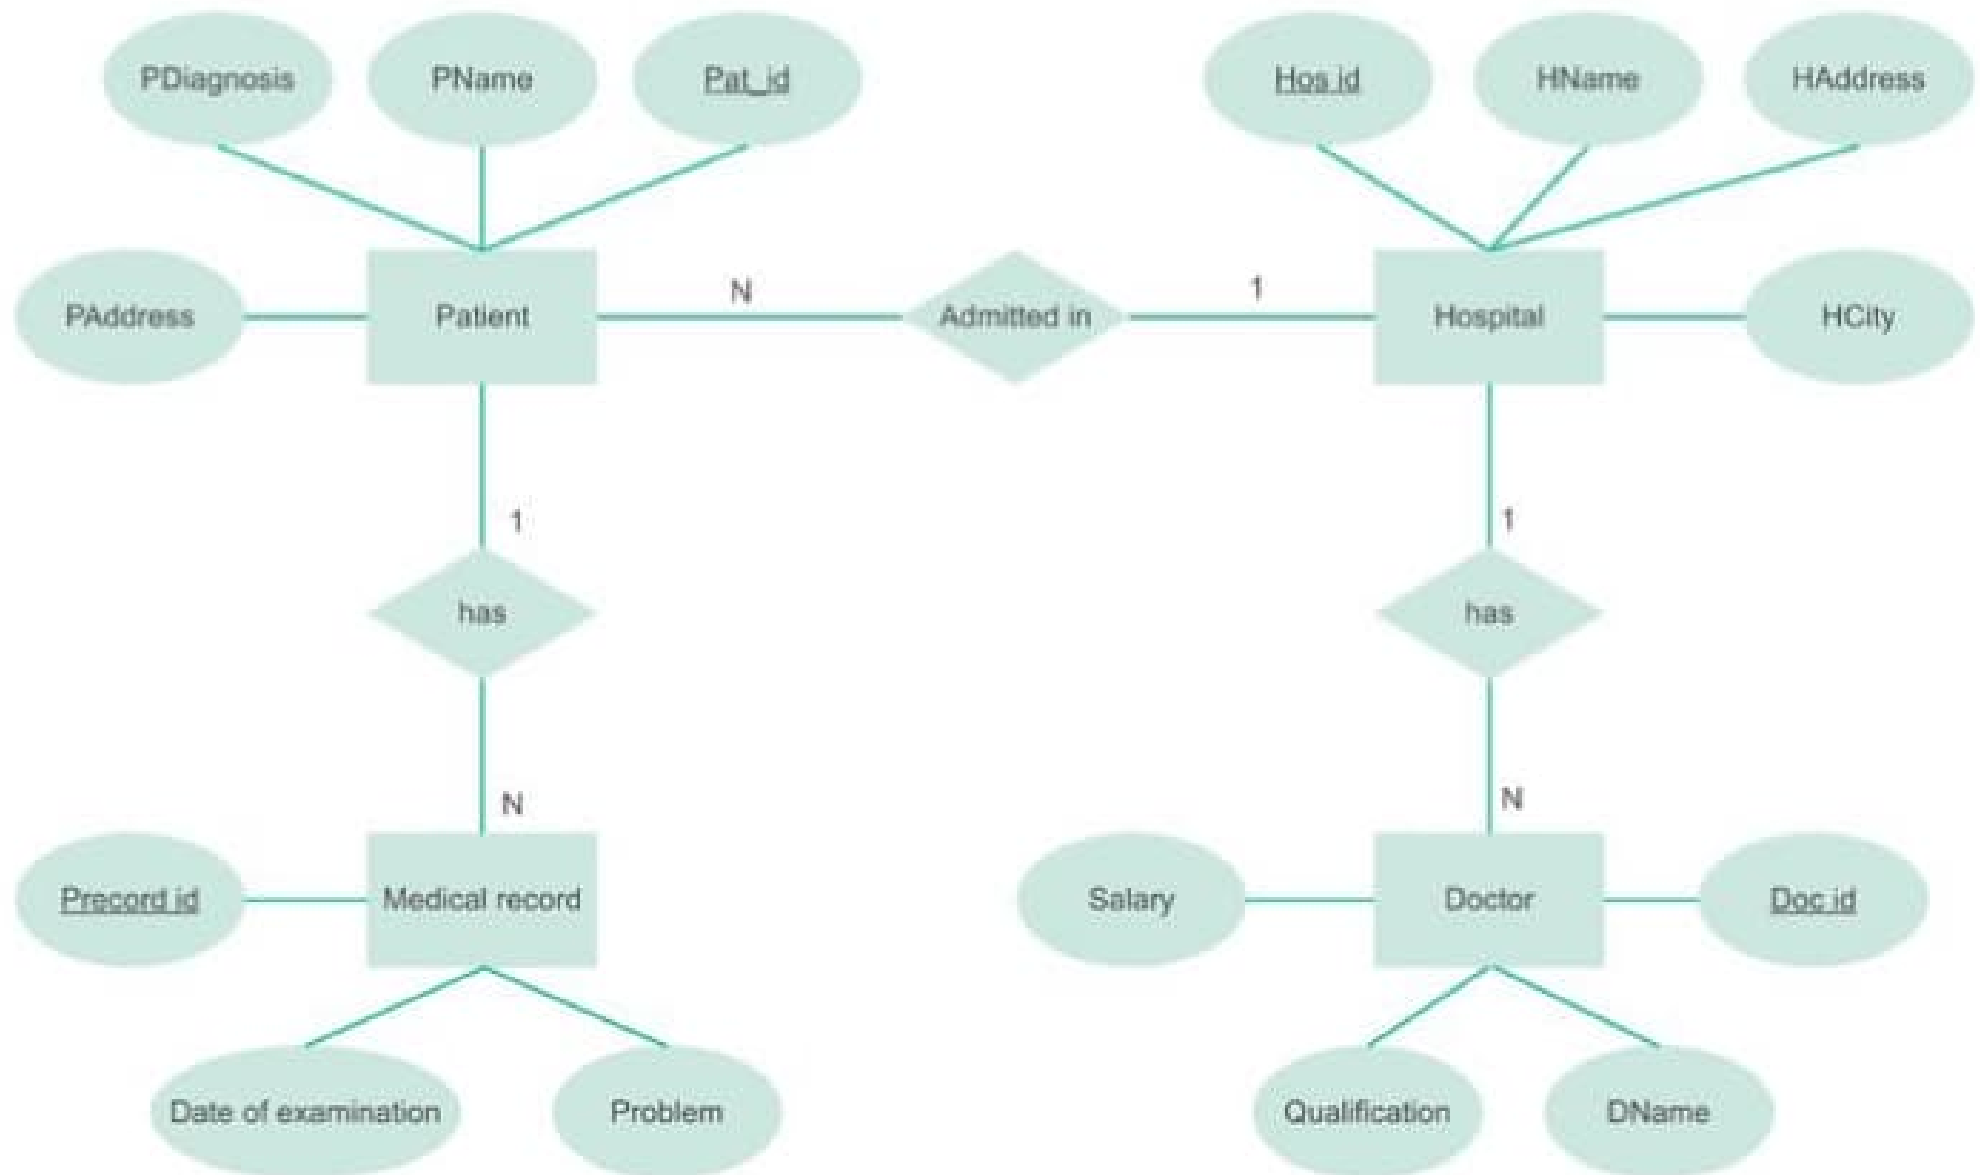 PDiagnosis
PName
Pat_id
Hos.id
HName
HAddress
PAddress
Patient
N
Admitted in
1
Hospital
HCity
1
1
has
has
N
N
Precord id
Medical record
Salary
Doctor
Doc.id
Date of examination
Problem
Qualification
DName